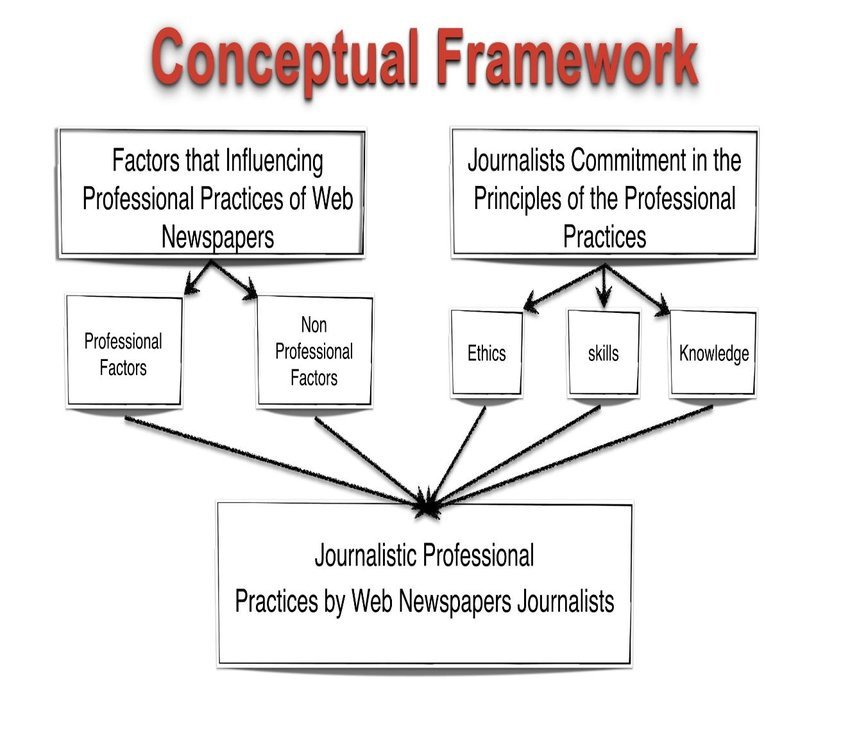 Conceptual Framework
Factors that Influencing
Professional Practices of Web
Newspapers
Journalists Commitment in the
Principles of the Professional
Practices
Professional
Factors
Non
Professional
Factors
Ethics
skills
Knowledge
Journalistic Professional
Practices by Web Newspapers Journalists